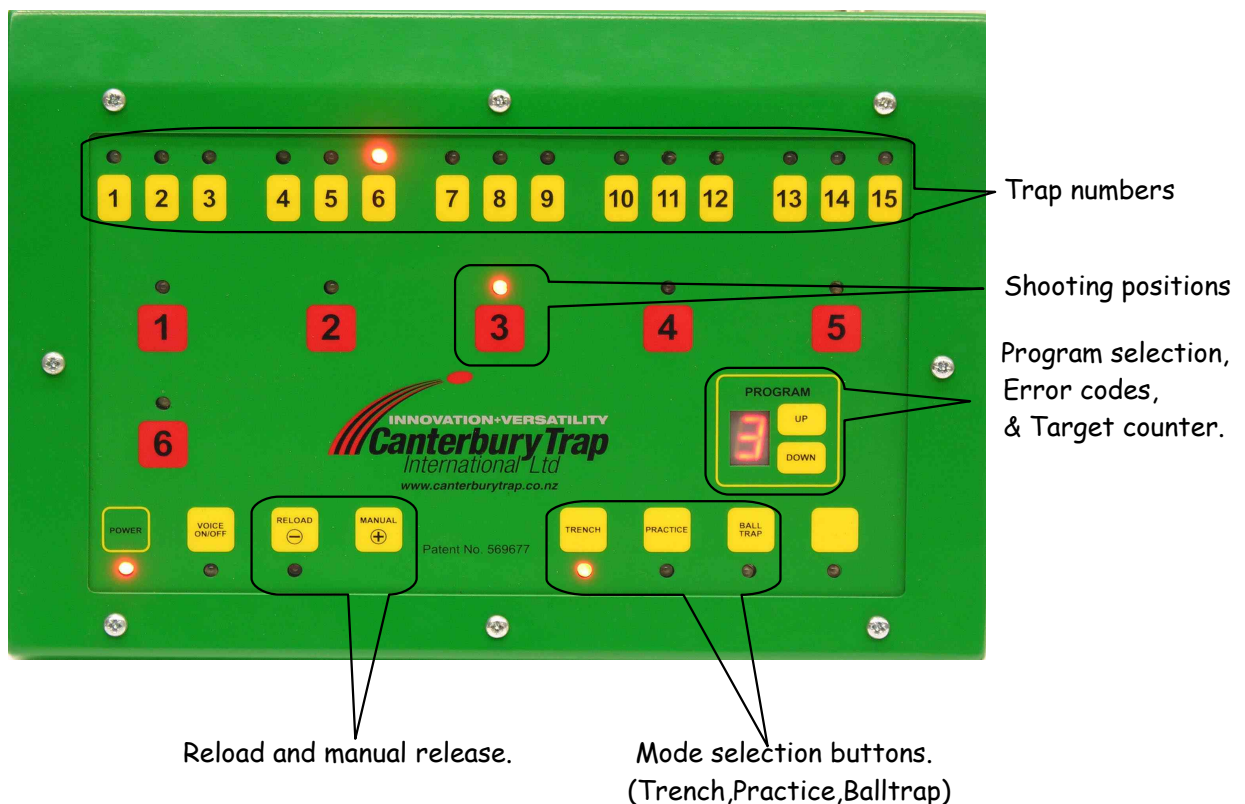 1 2 3 4 5 6 7 8 9 10 11 12 13 14 15
Trap numbers
Shooting positions
1 2 3 4 5
Program selection,
Error codes,
& Target counter.
PROGRAM
3
UP
DOWN
6
INNOVATION+VERSATILITY
Canterbury Trap
International Ltd
www.canterburytrap.co.nz
POWER
VOICE
ON/OFF
RELOAD
−
MANUAL
+
Patent No. 569677
TRENCH
PRACTICE
BALL
TRAP
Reload and manual release.
Mode selection buttons.
(Trench,Practice,Balltrap)